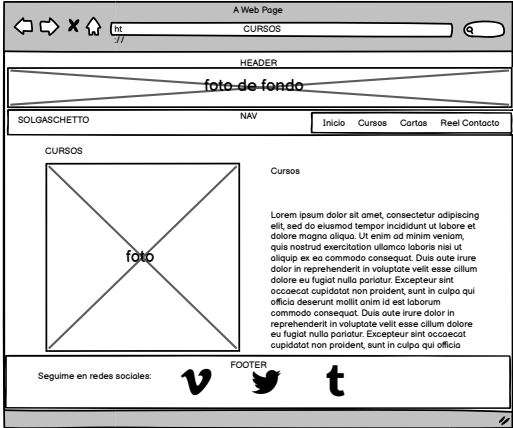 A Web Page
ht
://
CURSOS
HEADER
foto de fondo
NAV
SOLGASCHETTO
Inicio Cursos Cartas Reel Contacto
CURSOS
foto
Cursos
Lorem ipsum dolor sit amet, consectetur adipiscing
elit, sed do eiusmod tempor incididunt ut labore et
dolore magna aliqua. Ut enim ad minim veniam,
quis nostrud exercitation ullamco laboris nisi ut
aliquip ex ea commodo consequat. Duis aute irure
dolor in reprehenderit in voluptate velit esse cillum
dolore eu fugiat nulla pariatur. Excepteur sint
occaecat cupidatat non proident, sunt in culpa qui
officia deserunt mollit anim id est laborum
commodo consequat. Duis aute irure dolor in
reprehenderit in voluptate velit esse cillum dolore
eu fugiat nulla pariatur. Excepteur sint occaecat
cupidatat non proident, sunt in culpa qui officia
FOOTER
Seguime en redes sociales: